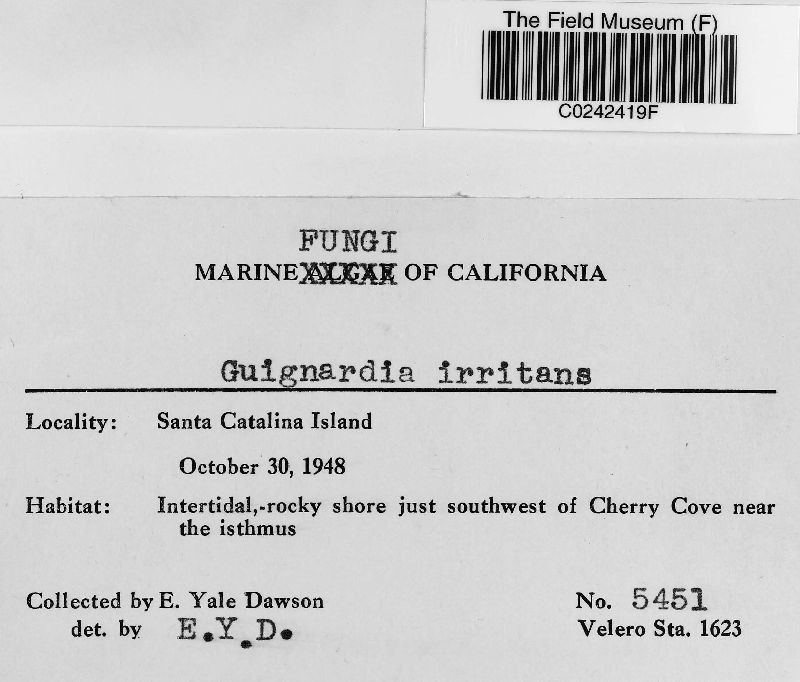 The Field Museum (F)
C0242419F
FUNGI
MARINE ALGAE OF CALIFORNIA
Guignardia irritans
Locality: Santa Catalina Island
October 30, 1948
Habitat: Intertidal,-rocky shore just southwest of Cherry Cove near
the isthmus
Collected by E. Yale Dawson No. 5451
det. by E.Y.D. Velero Sta. 1623